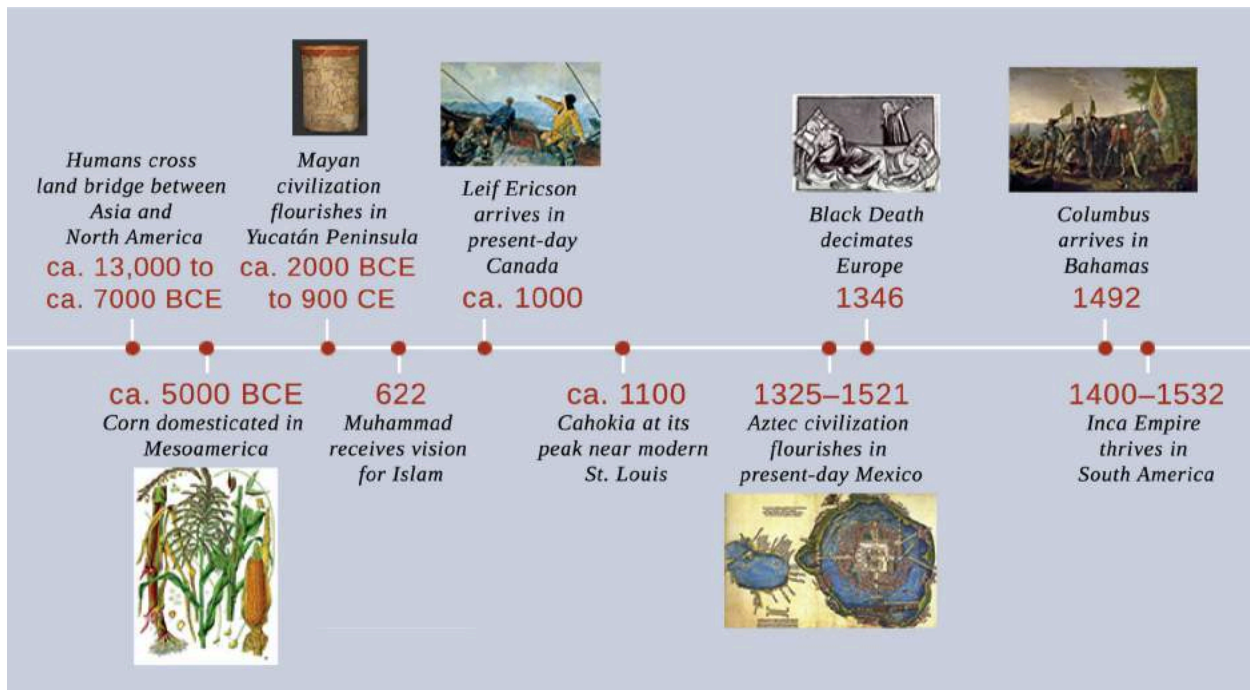 Humans cross
land bridge between
Asia and
North America
ca. 13,000 to
ca. 7000 BCE
Mayan
civilization
flourishes in
Yucatán Peninsula
ca. 2000 BCE
to 900 CE
Leif Ericson
arrives in
present-day
Canada
ca. 1000
Black Death
decimates
Europe
1346
Columbus
arrives in
Bahamas
1492
ca. 5000 BCE
Corn domesticated in
Mesoamerica
622
Muhammad
receives vision
for Islam
ca. 1100
Cahokia at its
peak near modern
St. Louis
1325–1521
Aztec civilization
flourishes in
present-day Mexico
1400–1532
Inca Empire
thrives in
South America